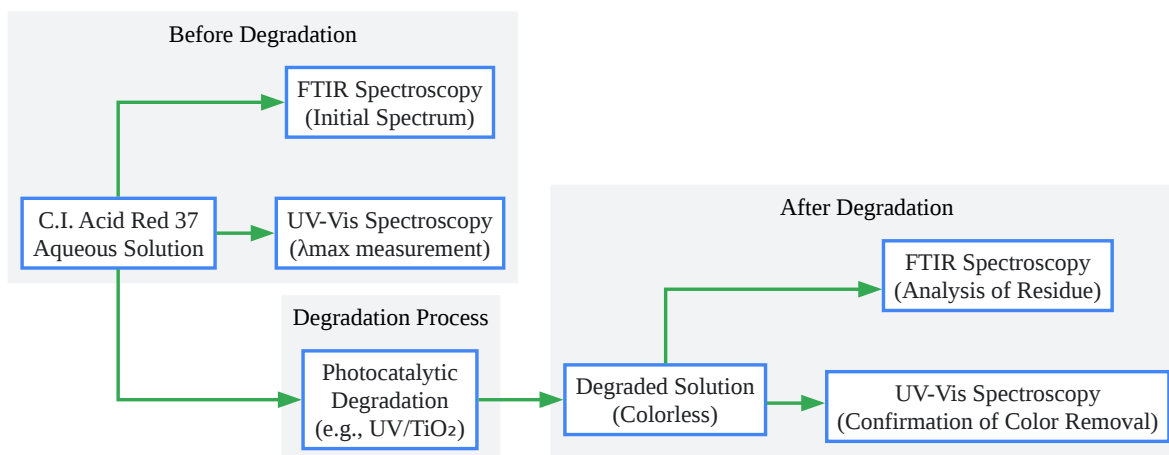 Before Degradation
FTIR Spectroscopy
(Initial Spectrum)
C.I. Acid Red 37
Aqueous Solution
UV-Vis Spectroscopy
(λmax measurement)
Degradation Process
Photocatalytic
Degradation
(e.g., UV/TiO₂)
After Degradation
FTIR Spectroscopy
(Analysis of Residue)
Degraded Solution
(Colorless)
UV-Vis Spectroscopy
(Confirmation of Color Removal)